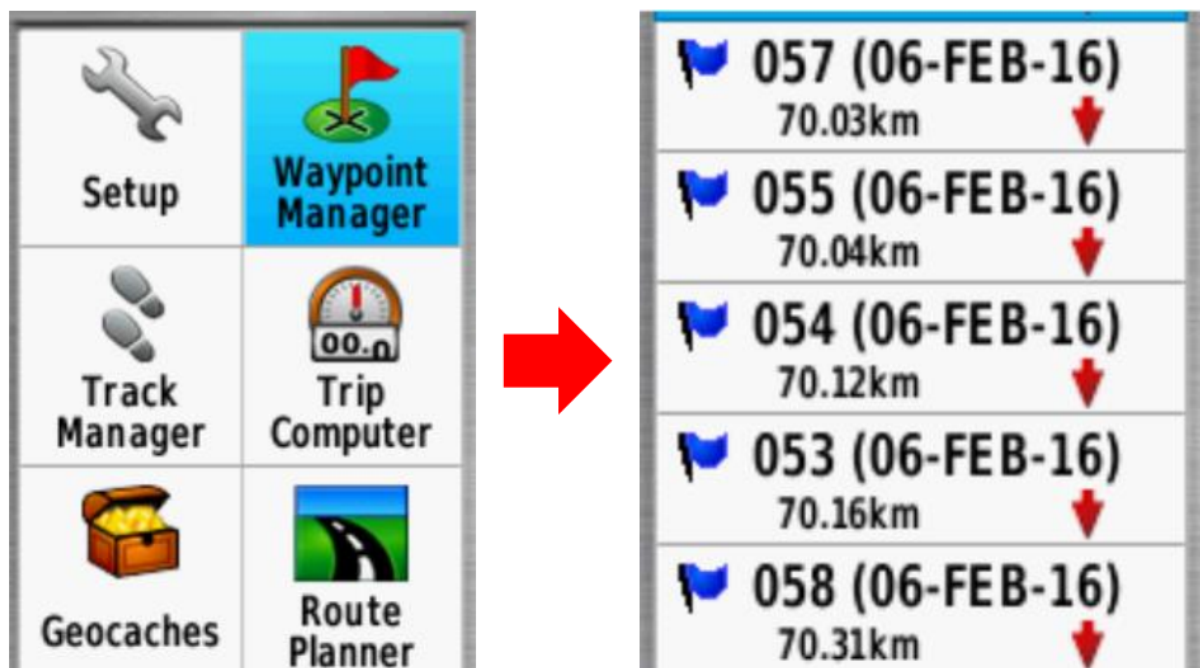 Setup
Waypoint
Manager
Track
Manager
00.0
Trip
Computer
Geocaches
Route
Planner
057 (06-FEB-16)
70.03km
055 (06-FEB-16)
70.04km
054 (06-FEB-16)
70.12km
053 (06-FEB-16)
70.16km
058 (06-FEB-16)
70.31km